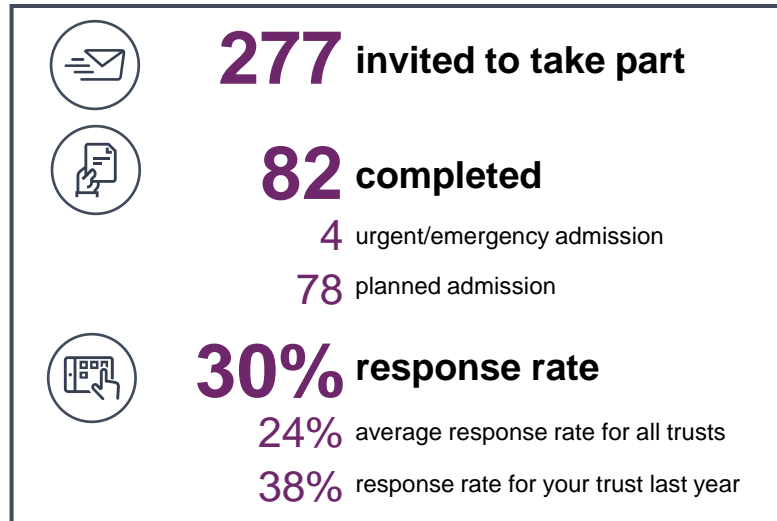 277 invited to take part
82 completed
4 urgent/emergency admission
78 planned admission
30% response rate
24% average response rate for all trusts
38% response rate for your trust last year